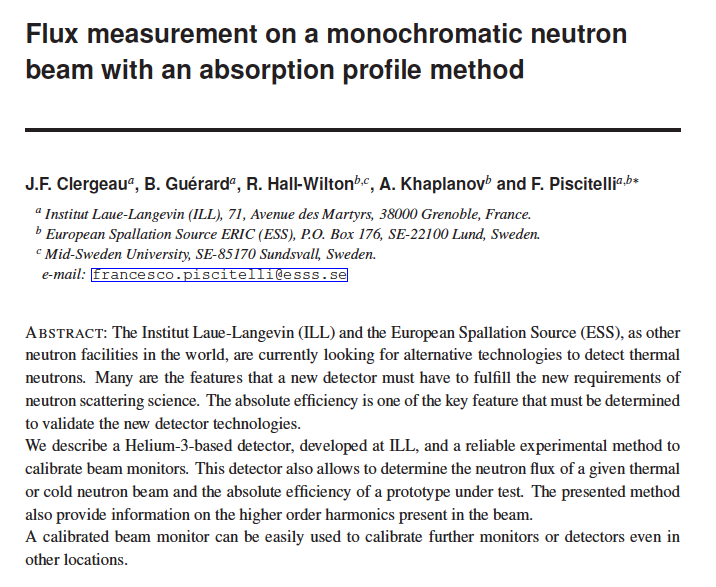 Flux measurement on a monochromatic neutron
beam with an absorption profile method
J.F. Clergeauᵃ, B. Guérardᵃ, R. Hall-Wiltonᵇ,ᶜ, A. Khaplanovᵇ and F. Piscitelliᵃ,ᵇ∗
ᵃ Institut Laue-Langevin (ILL), 71, Avenue des Martyrs, 38000 Grenoble, France.
ᵇ European Spallation Source ERIC (ESS), P.O. Box 176, SE-22100 Lund, Sweden.
ᶜ Mid-Sweden University, SE-85170 Sundsvall, Sweden.
e-mail: francesco.piscitelli@esss.se
ABSTRACT: The Institut Laue-Langevin (ILL) and the European Spallation Source (ESS), as other
neutron facilities in the world, are currently looking for alternative technologies to detect thermal
neutrons. Many are the features that a new detector must have to fulfill the new requirements of
neutron scattering science. The absolute efficiency is one of the key feature that must be determined
to validate the new detector technologies.
We describe a Helium-3-based detector, developed at ILL, and a reliable experimental method to
calibrate beam monitors. This detector also allows to determine the neutron flux of a given thermal
or cold neutron beam and the absolute efficiency of a prototype under test. The presented method
also provide information on the higher order harmonics present in the beam.
A calibrated beam monitor can be easily used to calibrate further monitors or detectors even in
other locations.